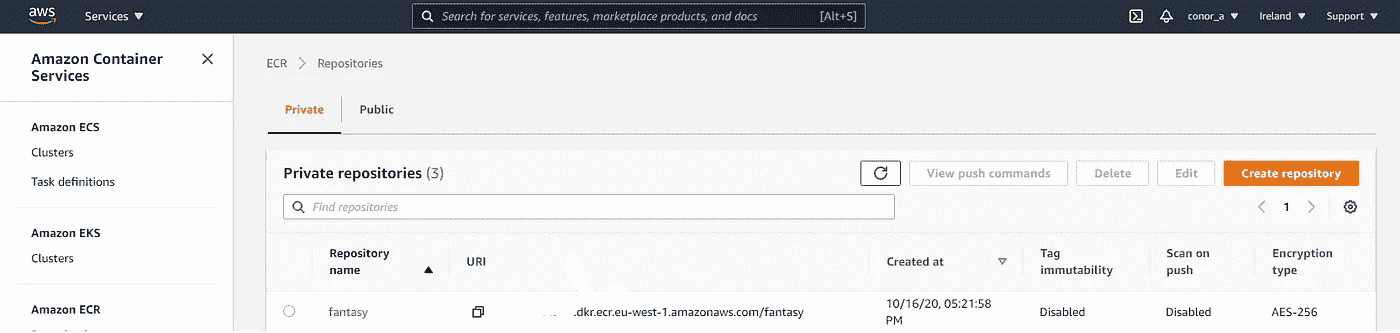 aws
Services
Search for services, features, marketplace products, and docs
[Alt+S]
conor_a
Ireland
Support
Amazon Container
Services
Amazon ECS
Clusters
Task definitions
Amazon EKS
Clusters
Amazon ECR
ECR
Repositories
Private
Public
Private repositories (3)
View push commands
Delete
Edit
Create repository
Find repositories
1
Repository
name
URI
Created at
Tag
immutability
Scan on
push
Encryption
type
fantasy
.dkr.ecr.eu-west-1.amazonaws.com/fantasy
10/16/20, 05:21:58
PM
Disabled
Disabled
AES-256